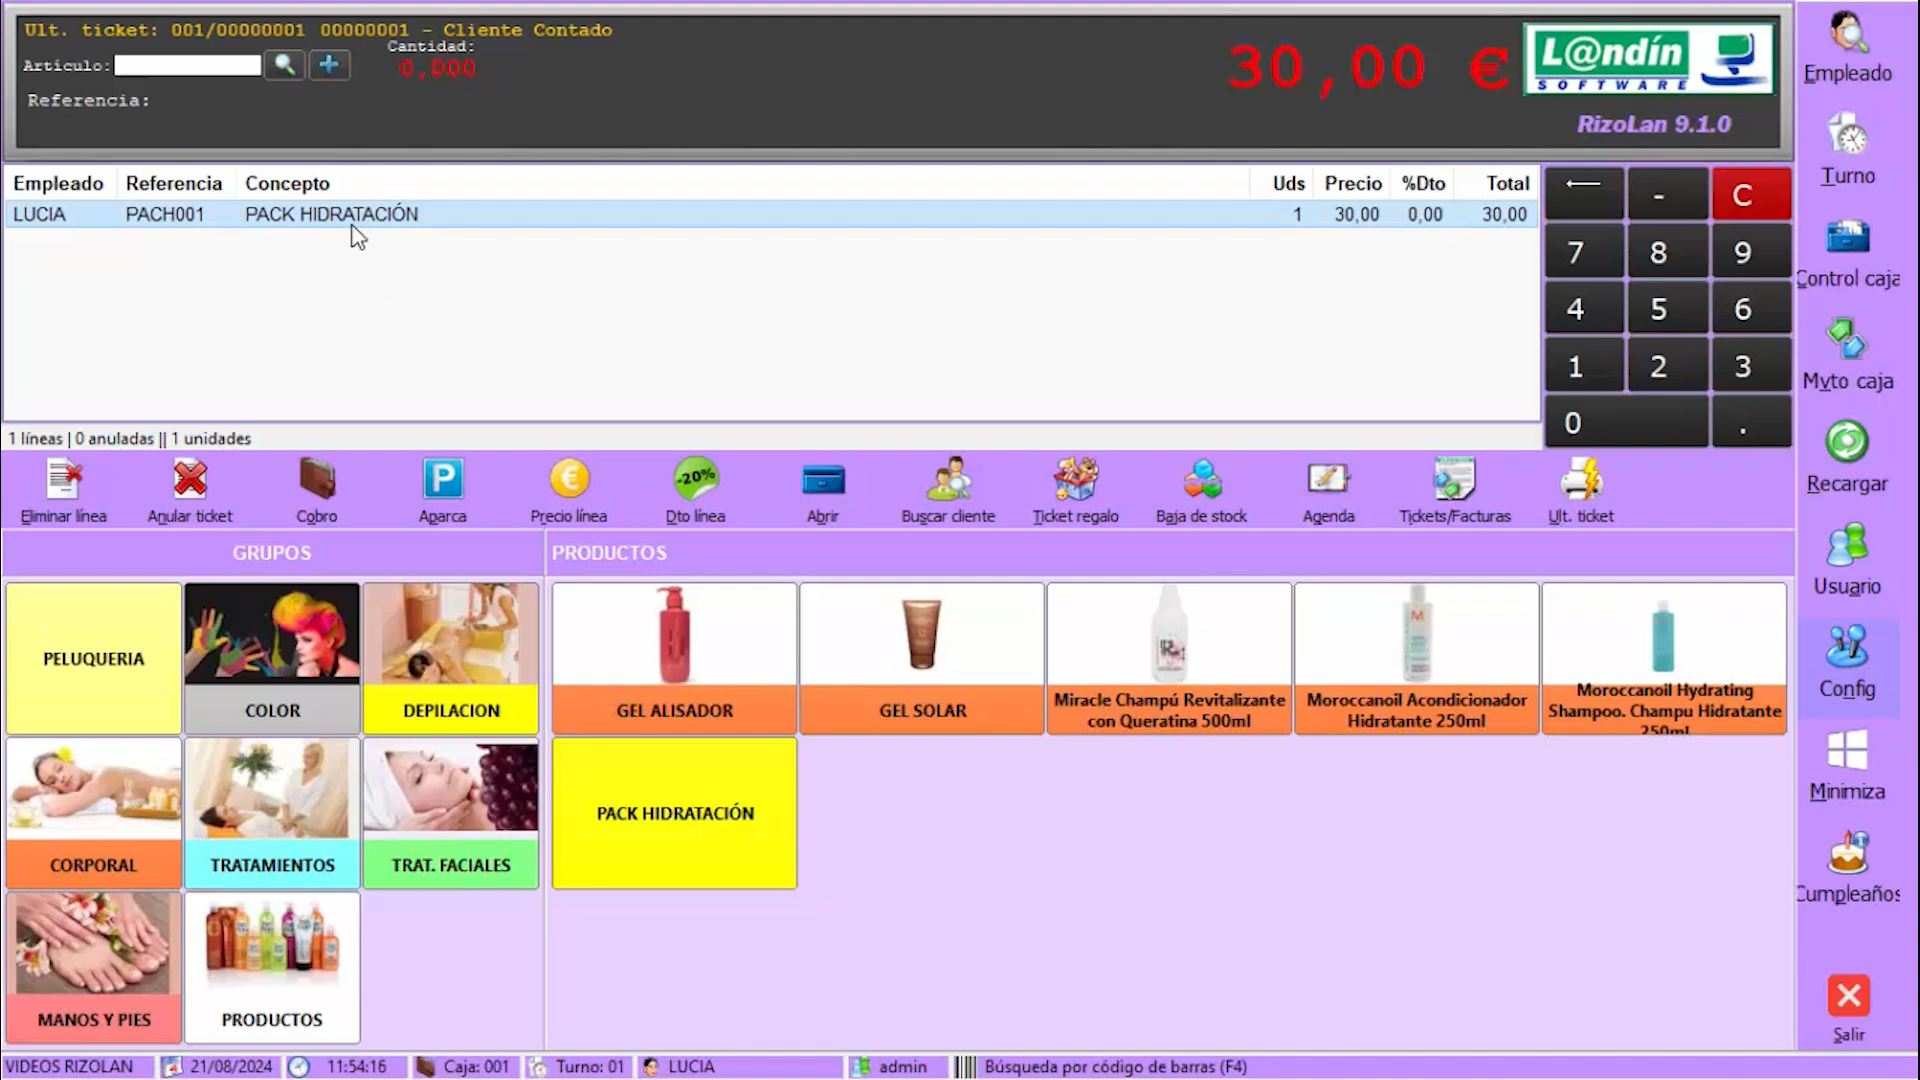 Ult. ticket: 001/00000001 00000001 - Cliente Contado
Cantidad:
Artículo:
0,000
Referencia:
30,00 €
L@ndín
SOFTWARE
RizoLan 9.1.0
Empleado Referencia Concepto Uds Precio %Dto Total
LUCIA PACH001 PACK HIDRATACIÓN 1 30,00 0,00 30,00
- C
7 8 9
4 5 6
1 2 3
0 .
1 líneas | 0 anuladas || 1 unidades
P
€
-20%
Eliminar línea Anular ticket Cobro Aparca Precio línea Dto línea Abrir Buscar cliente Ticket regalo Baja de stock Agenda Tickets/Facturas Ult. ticket
GRUPOS
PELUQUERIA
COLOR
DEPILACION
CORPORAL
TRATAMIENTOS
TRAT. FACIALES
MANOS Y PIES
PRODUCTOS
PRODUCTOS
GEL ALISADOR
GEL SOLAR
Miracle Champú Revitalizante
con Queratina 500ml
Moroccanoil Acondicionador
Hidratante 250ml
Moroccanoil Hydrating
Shampoo. Champu Hidratante
250ml
PACK HIDRATACIÓN
Empleado
Turno
Control caja
Mvto caja
Recargar
Usuario
Config
Minimiza
Cumpleaños
Salir
VIDEOS RIZOLAN 21/08/2024 11:54:16 Caja: 001 Turno: 01 LUCIA admin Búsqueda por código de barras (F4)